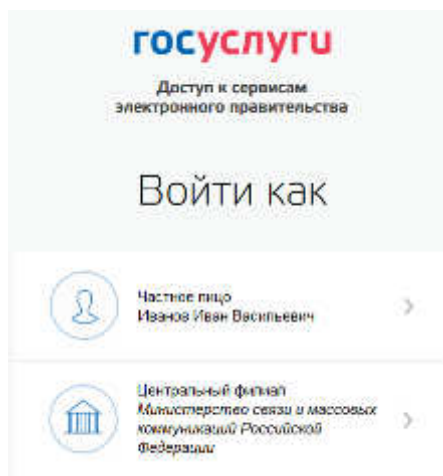 госуслуги
Доступ к сервисам
электронного правительства
Войти как
Частное лицо
Иванов Иван Васильевич
Центральный филиал
Министерство связи и массовых
коммуникаций Российской
Федерации